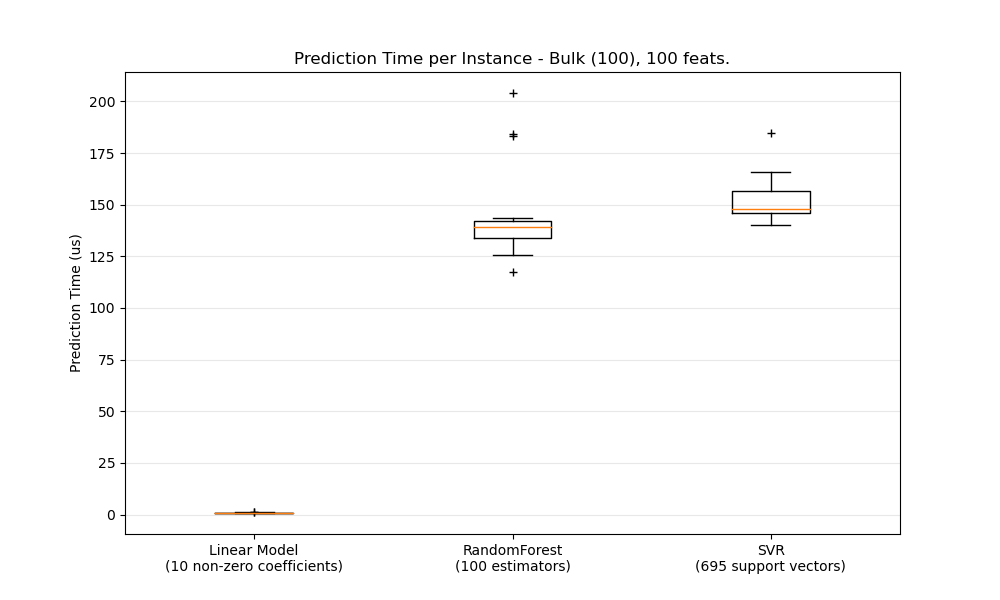 Prediction Time per Instance - Bulk (100), 100 feats.
200
175
150
125
100
75
50
25
0
Prediction Time (us)
Linear Model
(10 non-zero coefficients)
RandomForest
(100 estimators)
SVR
(695 support vectors)